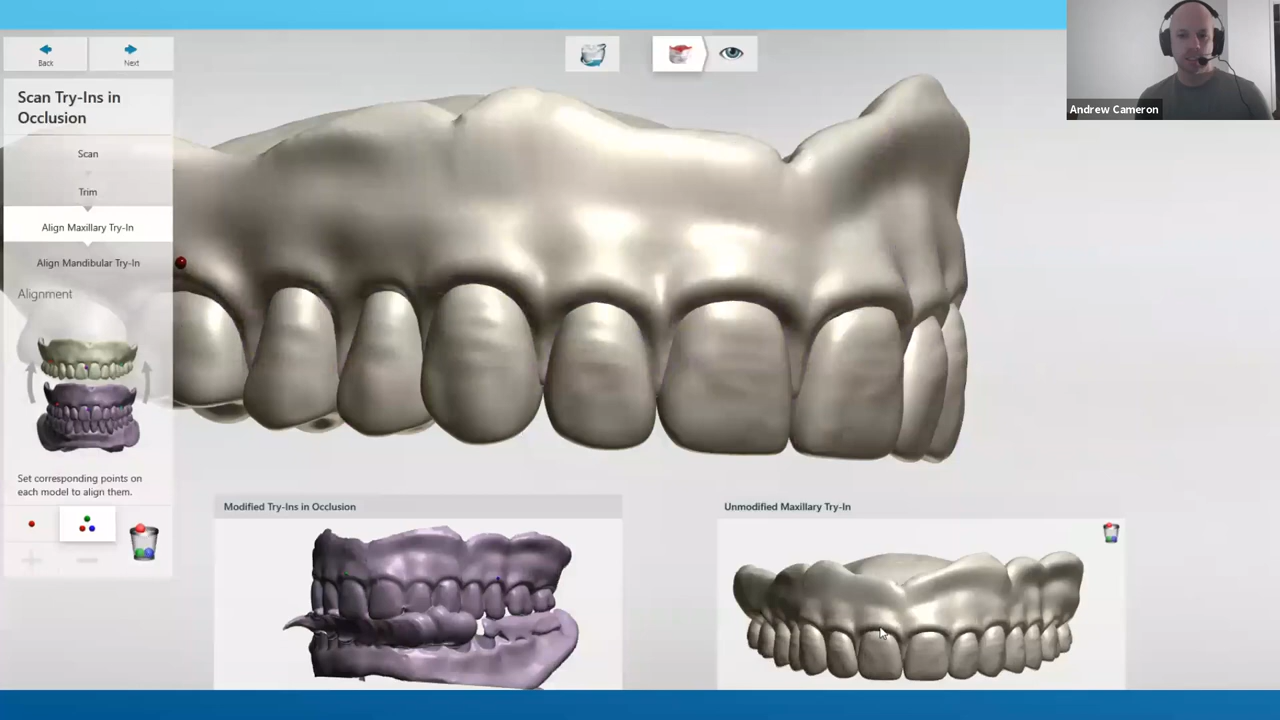 Back
Next
Scan Try-Ins in
Occlusion
Scan
Trim
Align Maxillary Try-In
Align Mandibular Try-In
Alignment
Set corresponding points on
each model to align them.
Modified Try-Ins in Occlusion
Unmodified Maxillary Try-In
Andrew Cameron